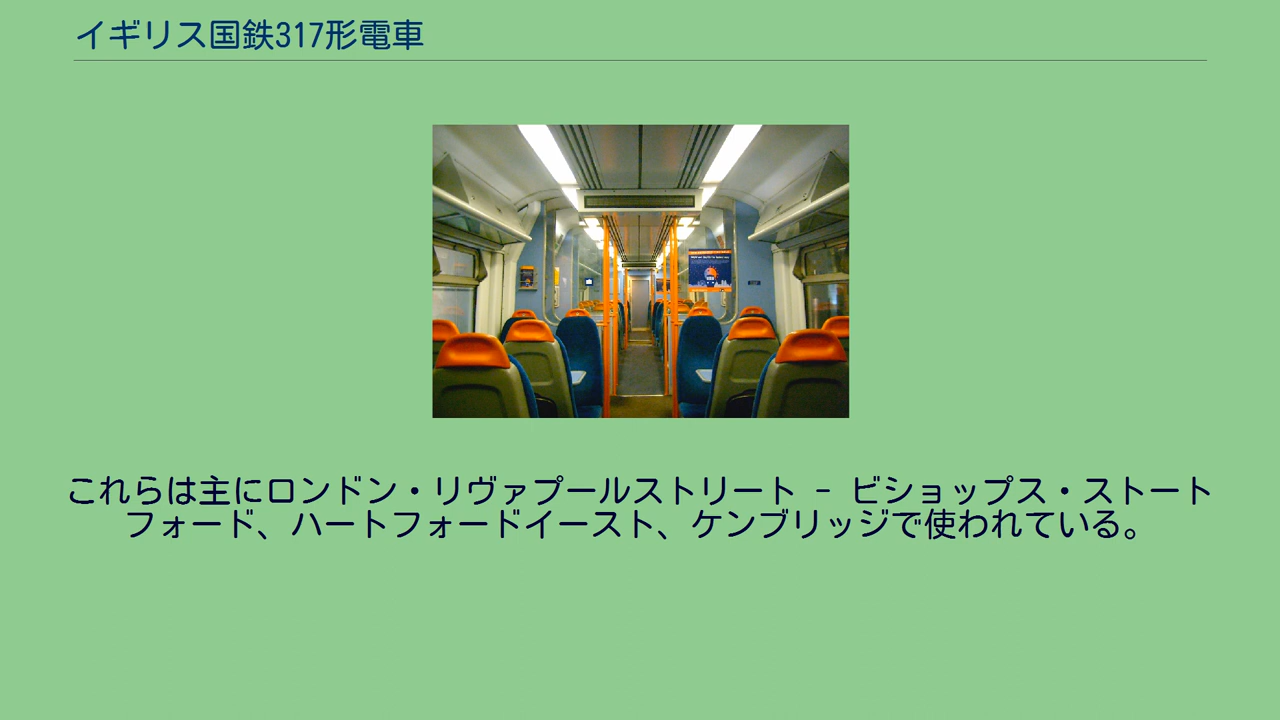 イギリス国鉄317形電車
これらは主にロンドン・リヴァプールストリート - ビショップス・ストート
フォード、ハートフォードイースト、ケンブリッジで使われている。